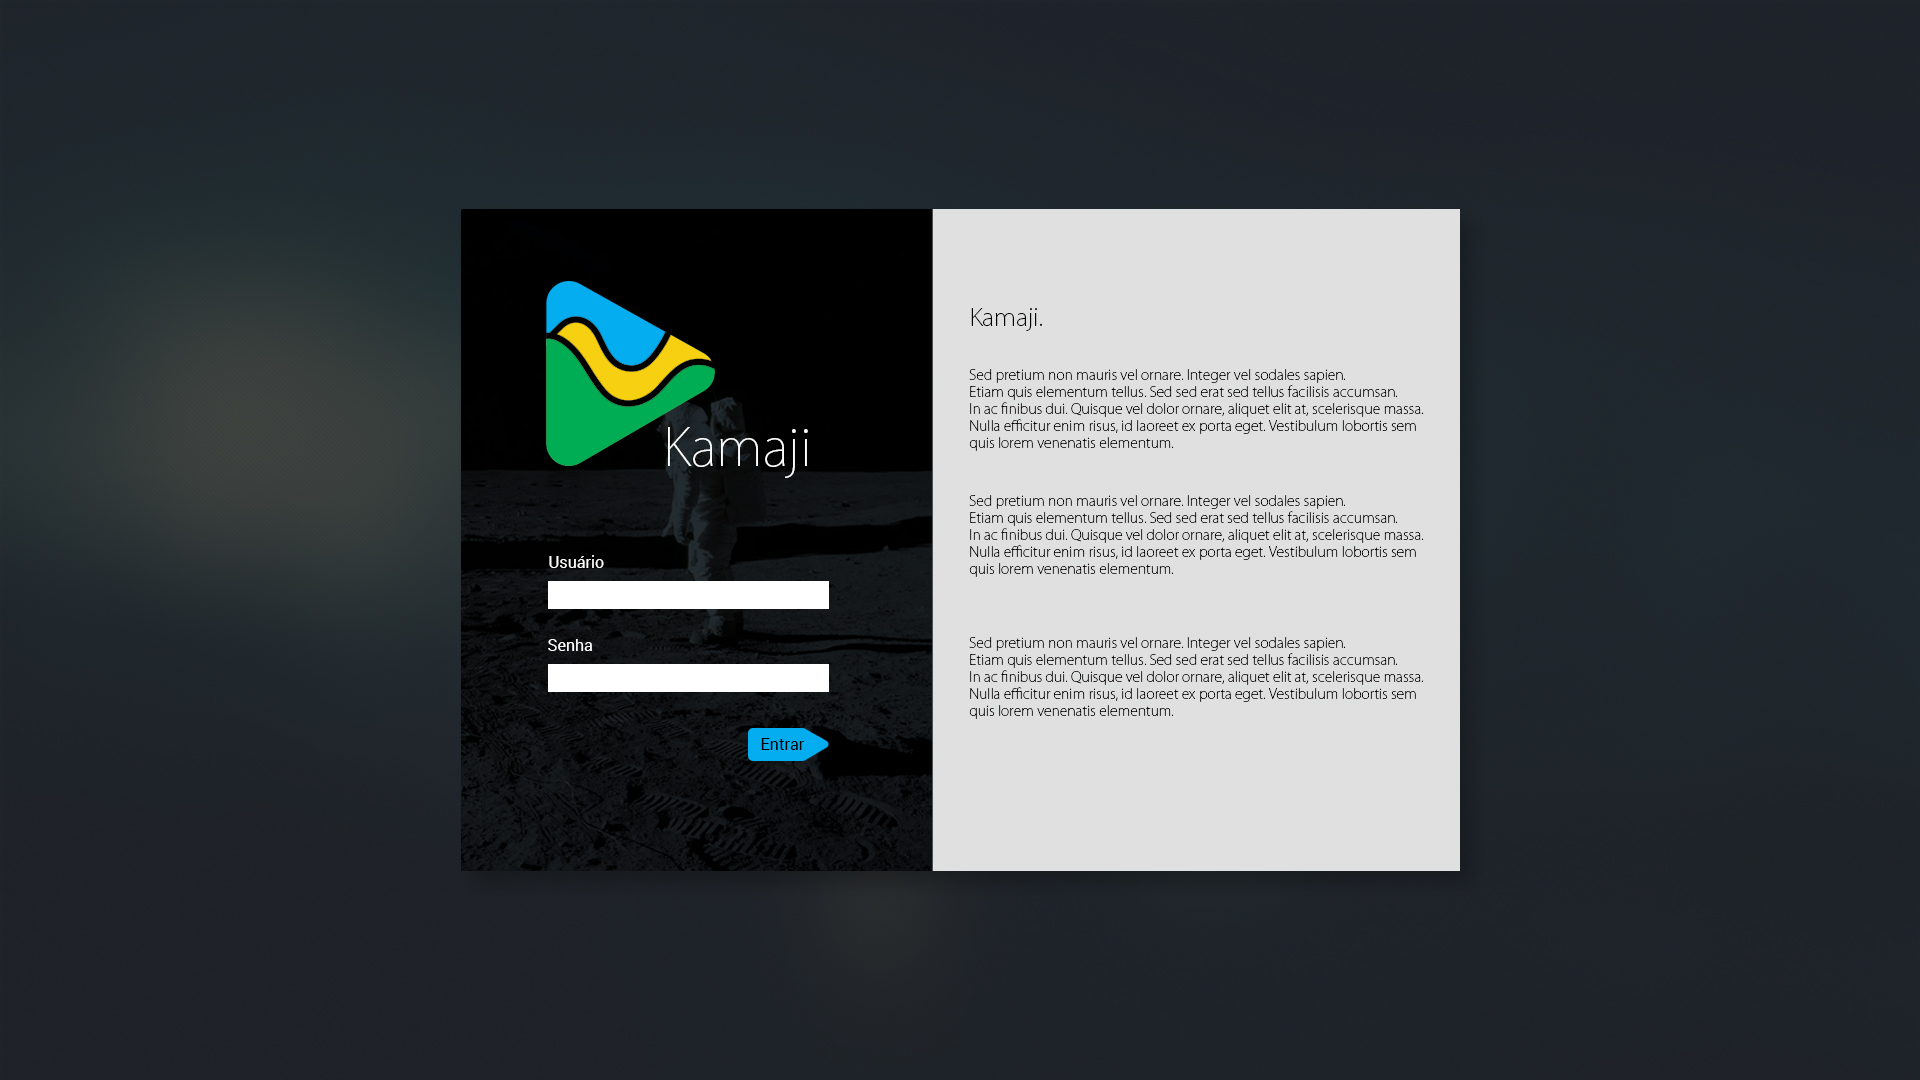 Kamaji
Usuário
Senha
Entrar
Kamaji.
Sed pretium non mauris vel ornare. Integer vel sodales sapien.
Etiam quis elementum tellus. Sed sed erat sed tellus facilisis accumsan.
In ac finibus dui. Quisque vel dolor ornare, aliquet elit at, scelerisque massa.
Nulla efficitur enim risus, id laoreet ex porta eget. Vestibulum lobortis sem
quis lorem venenatis elementum.
Sed pretium non mauris vel ornare. Integer vel sodales sapien.
Etiam quis elementum tellus. Sed sed erat sed tellus facilisis accumsan.
In ac finibus dui. Quisque vel dolor ornare, aliquet elit at, scelerisque massa.
Nulla efficitur enim risus, id laoreet ex porta eget. Vestibulum lobortis sem
quis lorem venenatis elementum.
Sed pretium non mauris vel ornare. Integer vel sodales sapien.
Etiam quis elementum tellus. Sed sed erat sed tellus facilisis accumsan.
In ac finibus dui. Quisque vel dolor ornare, aliquet elit at, scelerisque massa.
Nulla efficitur enim risus, id laoreet ex porta eget. Vestibulum lobortis sem
quis lorem venenatis elementum.